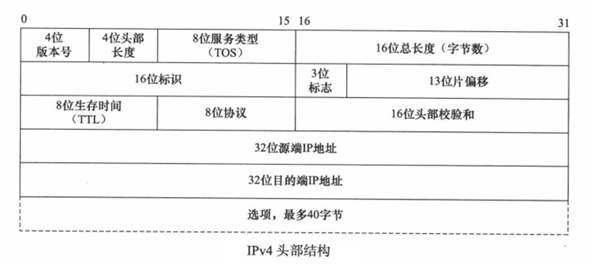 0 15 16 31
4位 4位头部 8位服务类型 16位总长度（字节数）
版本号 长度 （TOS）
16位标识 3位 13位片偏移
标志
8位生存时间 8位协议 16位头部校验和
（TTL）
32位源端IP地址
32位目的端IP地址
选项，最多40字节
IPv4 头部结构